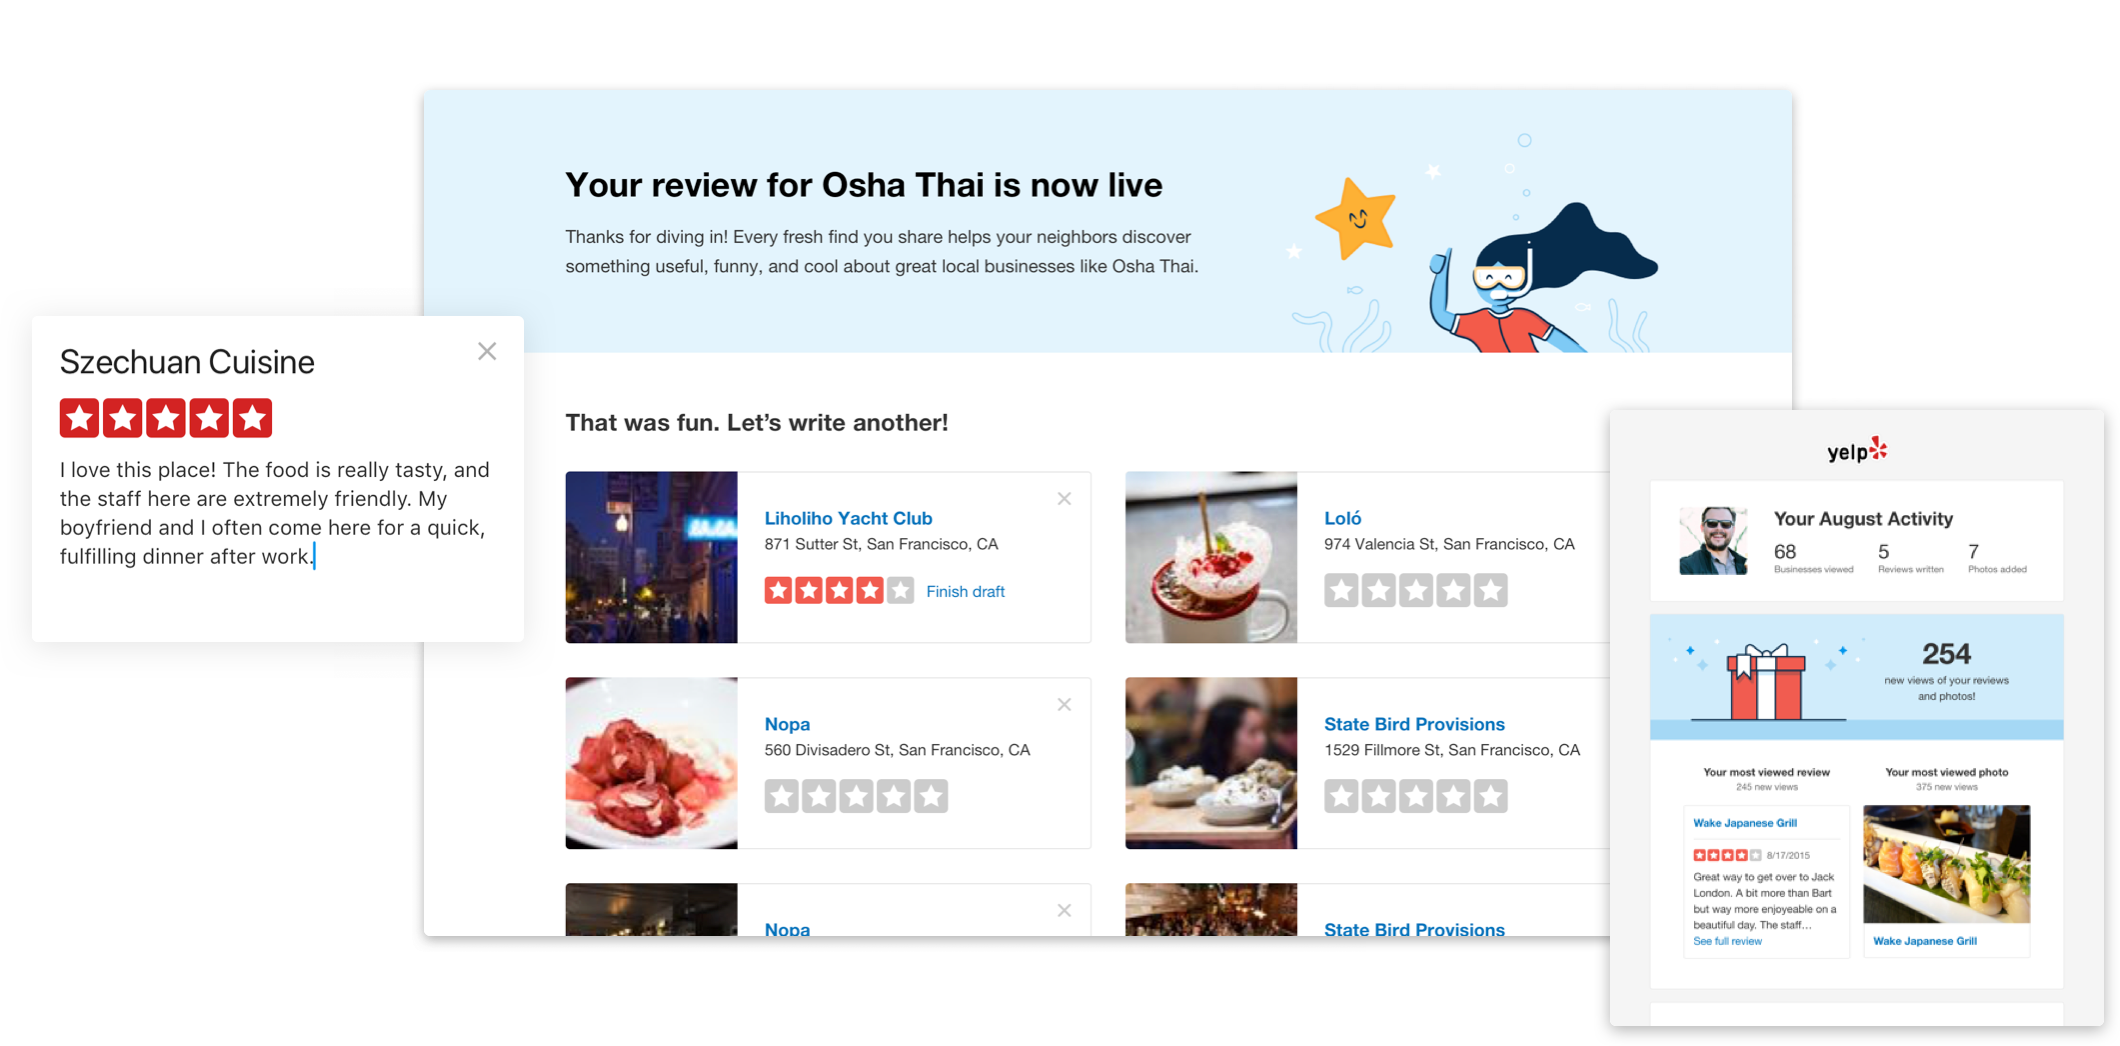 Your review for Osha Thai is now live
Thanks for diving in! Every fresh find you share helps your neighbors discover
something useful, funny, and cool about great local businesses like Osha Thai.
Szechuan Cuisine
I love this place! The food is really tasty, and
the staff here are extremely friendly. My
boyfriend and I often come here for a quick,
fulfilling dinner after work.
That was fun. Let’s write another!
Liholiho Yacht Club
871 Sutter St, San Francisco, CA
Finish draft
Loló
974 Valencia St, San Francisco, CA
Nopa
560 Divisadero St, San Francisco, CA
State Bird Provisions
1529 Fillmore St, San Francisco, CA
Nopa
State Bird Provisions
yelp
Your August Activity
68
Businesses viewed
5
Reviews written
7
Photos added
254
new views of your reviews
and photos!
Your most viewed review
245 new views
Wake Japanese Grill
8/17/2015
Great way to get over to Jack
London. A bit more than Bart
but way more enjoyeable on a
beautiful day. The staff...
See full review
Your most viewed photo
375 new views
Wake Japanese Grill